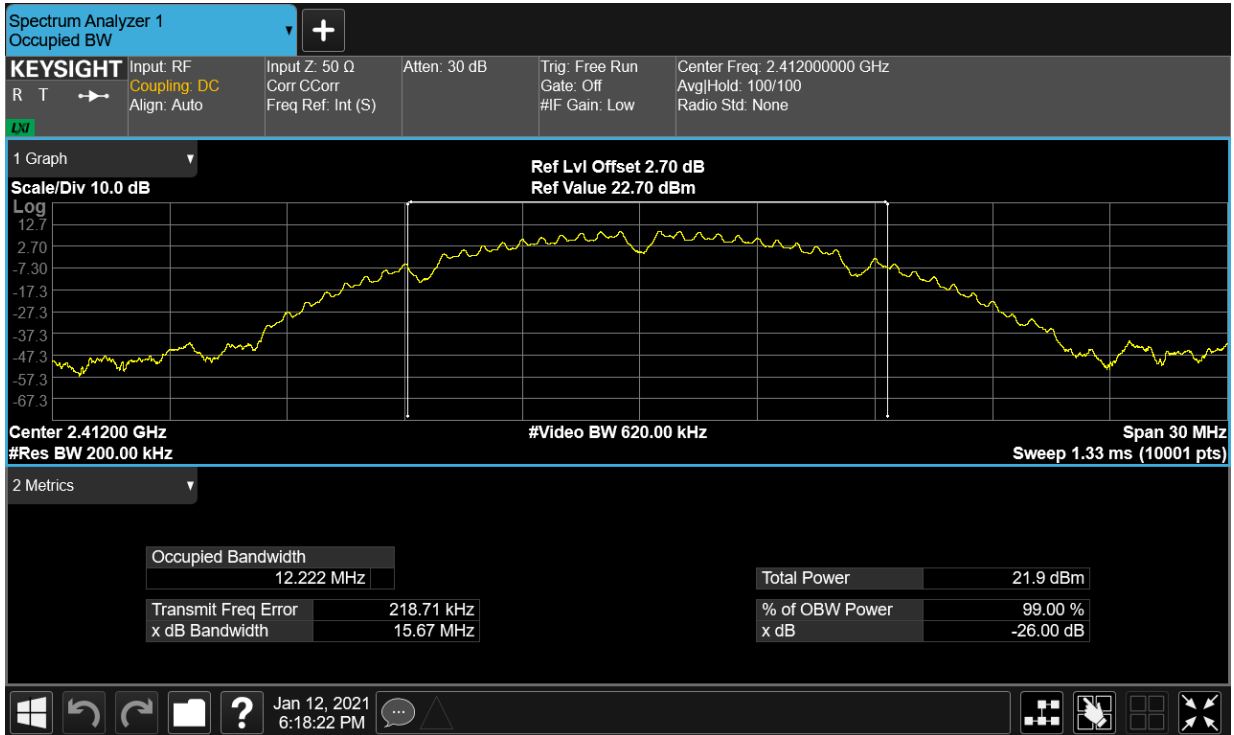 Spectrum Analyzer 1
Occupied BW
KEYSIGHT
R T
LXI
Input: RF
Coupling: DC
Align: Auto
Input Z: 50 Ω
Corr CCorr
Freq Ref: Int (S)
Atten: 30 dB
Trig: Free Run
Gate: Off
#IF Gain: Low
Center Freq: 2.412000000 GHz
Avg|Hold: 100/100
Radio Std: None
1 Graph
Scale/Div 10.0 dB
Ref Lvl Offset 2.70 dB
Ref Value 22.70 dBm
Log
12.7
2.70
-7.30
-17.3
-27.3
-37.3
-47.3
-57.3
-67.3
Center 2.41200 GHz
#Res BW 200.00 kHz
#Video BW 620.00 kHz
Span 30 MHz
Sweep 1.33 ms (10001 pts)
2 Metrics
Occupied Bandwidth
12.222 MHz
Transmit Freq Error 218.71 kHz
x dB Bandwidth 15.67 MHz
Total Power 21.9 dBm
% of OBW Power 99.00 %
x dB -26.00 dB
?
Jan 12, 2021
6:18:22 PM